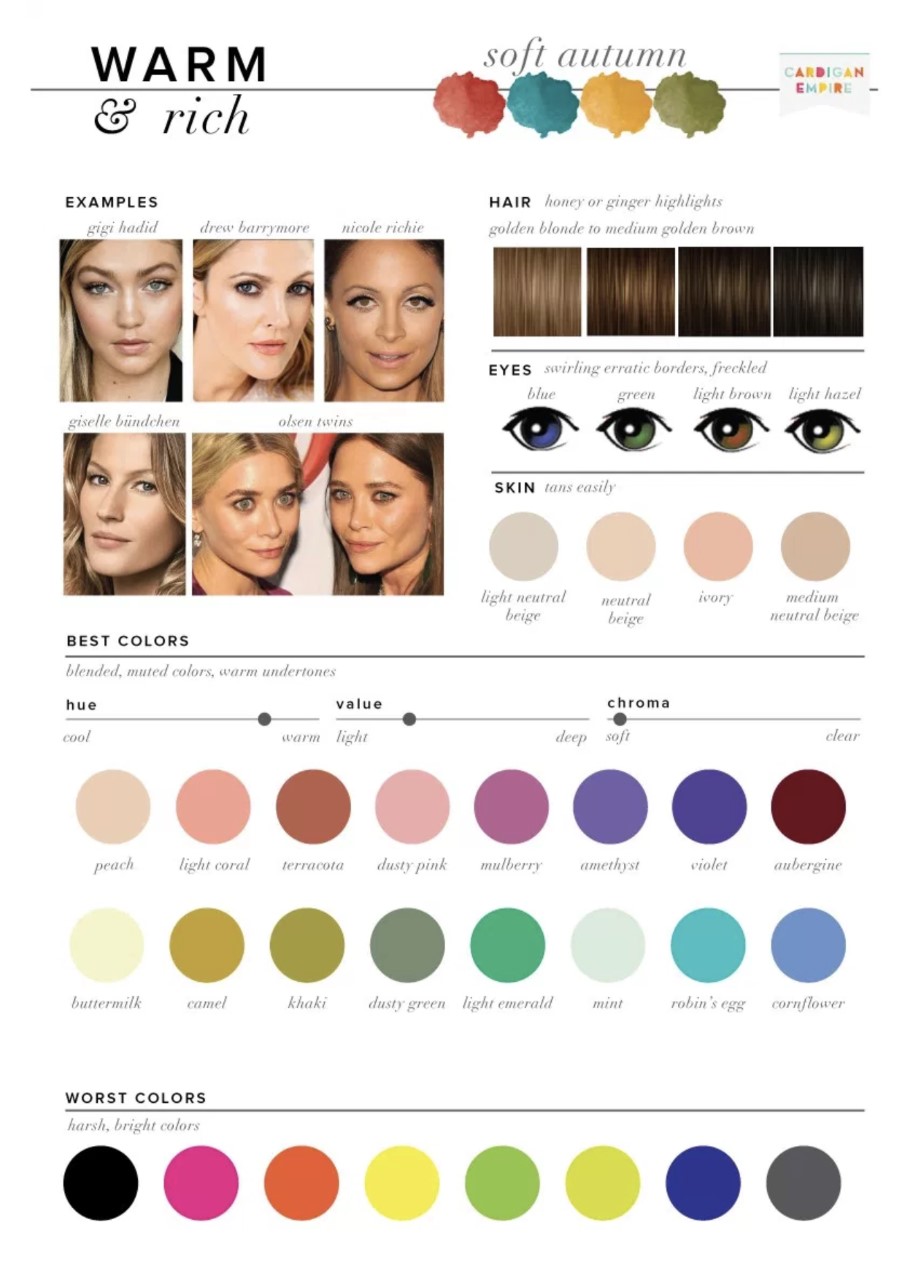 WARM
& rich
soft autumn
CARDIGAN
EMPIRE
EXAMPLES
gigi hadid
drew barrymore
nicole richie
giselle bündchen
olsen twins
HAIR honey or ginger highlights
golden blonde to medium golden brown
EYES swirling erratic borders, freckled
blue
green
light brown
light hazel
SKIN tans easily
light neutral
beige
neutral
beige
ivory
medium
neutral beige
BEST COLORS
blended, muted colors, warm undertones
hue
cool
warm
value
light
deep
chroma
soft
clear
peach
light coral
terracota
dusty pink
mulberry
amethyst
violet
aubergine
buttermilk
camel
khaki
dusty green
light emerald
mint
robin's egg
cornflower
WORST COLORS
harsh, bright colors